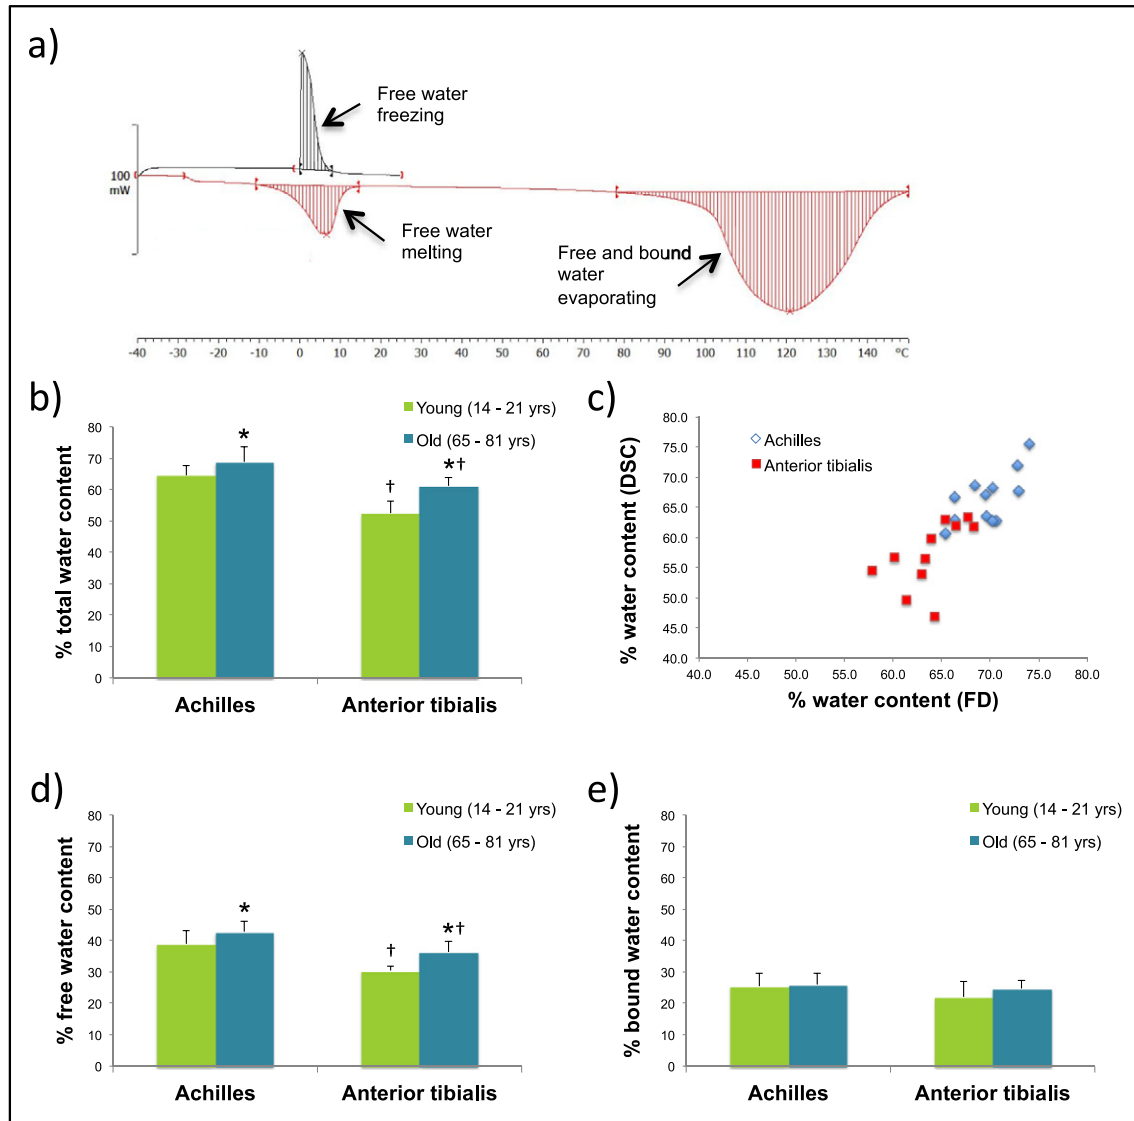 a)
Free water
freezing
100
mW
Free water
melting
Free and bound
water
evaporating
-40 -30 -20 -10 0 10 20 30 40 50 60 70 80 90 100 110 120 130 140 °C
b)
Young (14 - 21 yrs)
Old (65 - 81 yrs)
% total water content
80
70
60
50
40
30
20
10
0
*
†
*†
Achilles
Anterior tibialis
c)
Achilles
Anterior tibialis
% water content (DSC)
80.0
75.0
70.0
65.0
60.0
55.0
50.0
45.0
40.0
40.0 45.0 50.0 55.0 60.0 65.0 70.0 75.0 80.0
% water content (FD)
d)
Young (14 - 21 yrs)
Old (65 - 81 yrs)
% free water content
80
70
60
50
40
30
20
10
0
*
†
*†
Achilles
Anterior tibialis
e)
Young (14 - 21 yrs)
Old (65 - 81 yrs)
% bound water content
80
70
60
50
40
30
20
10
0
Achilles
Anterior tibialis